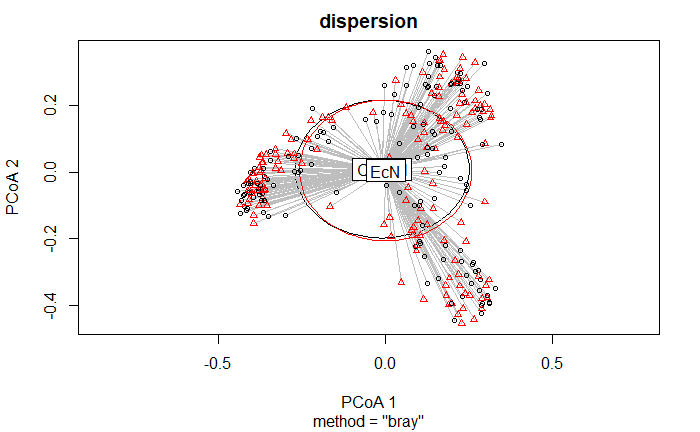 dispersion
PCoA 2
0.2
0.0
-0.2
-0.4
EcN
-0.5
0.0
0.5
PCoA 1
method = "bray"